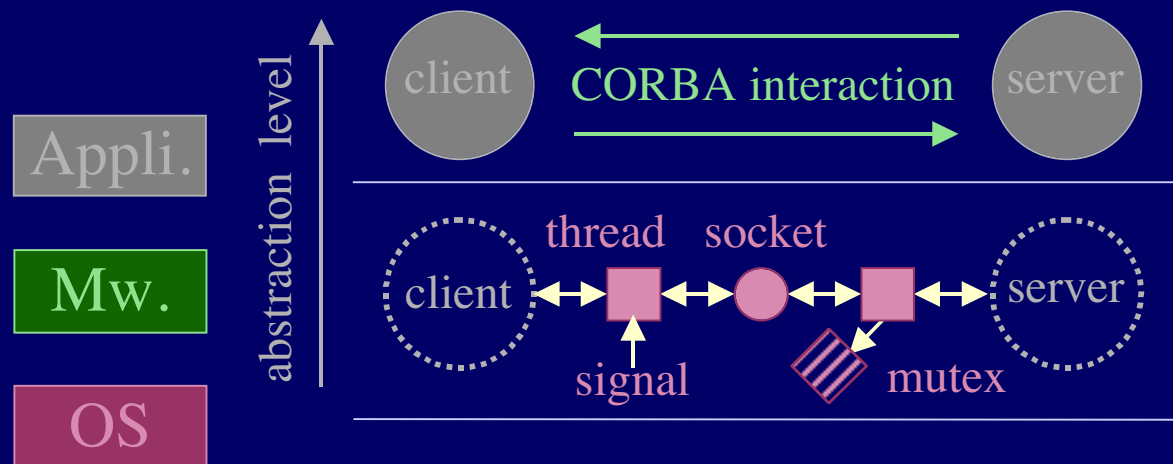 Appli.
Mw.
OS
abstraction level
client
CORBA interaction
server
thread
socket
client
server
signal
mutex